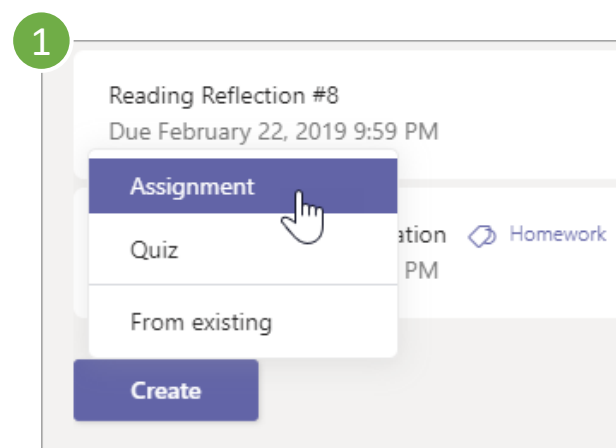 1
Reading Reflection #8
Due February 22, 2019 9:59 PM
Assignment
Quiz
ation Homework
PM
From existing
Create